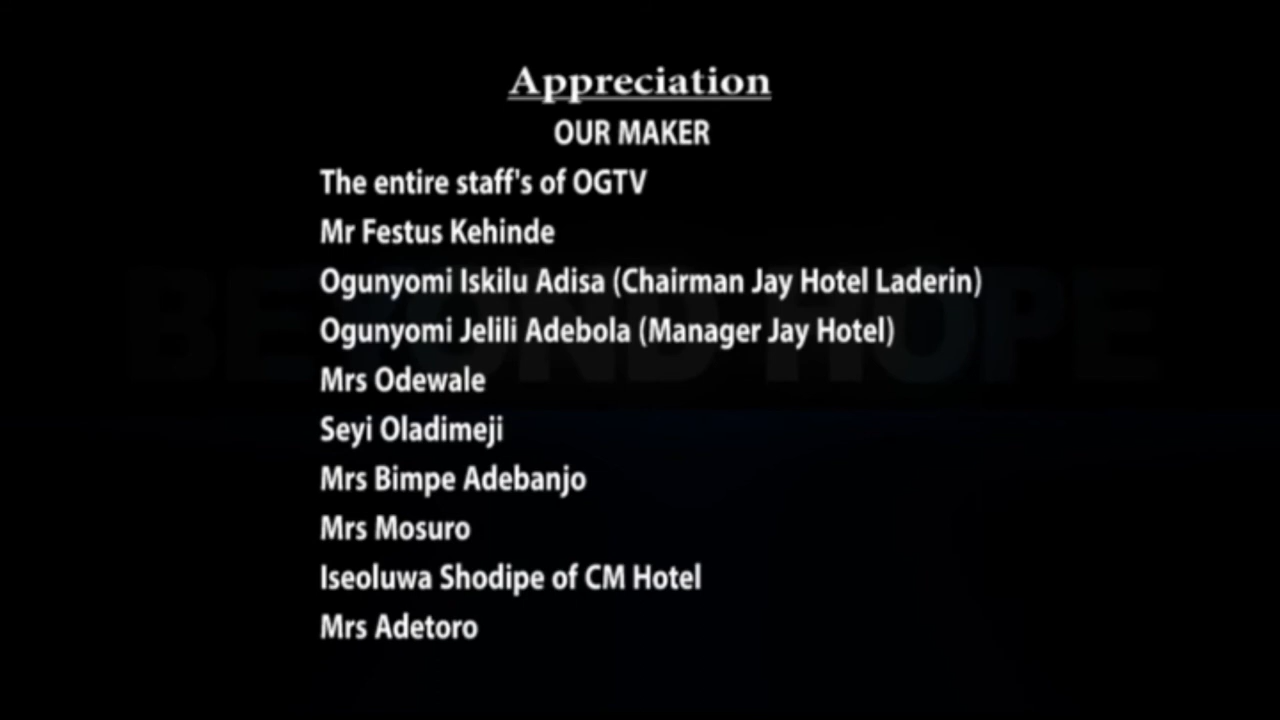 Appreciation
OUR MAKER
The entire staff's of OGTV
Mr Festus Kehinde
Ogunyomi Iskilu Adisa (Chairman Jay Hotel Laderin)
Ogunyomi Jelili Adebola (Manager Jay Hotel)
Mrs Odewale
Seyi Oladimeji
Mrs Bimpe Adebanjo
Mrs Mosuro
Iseoluwa Shodipe of CM Hotel
Mrs Adetoro
BEYOND HOPE